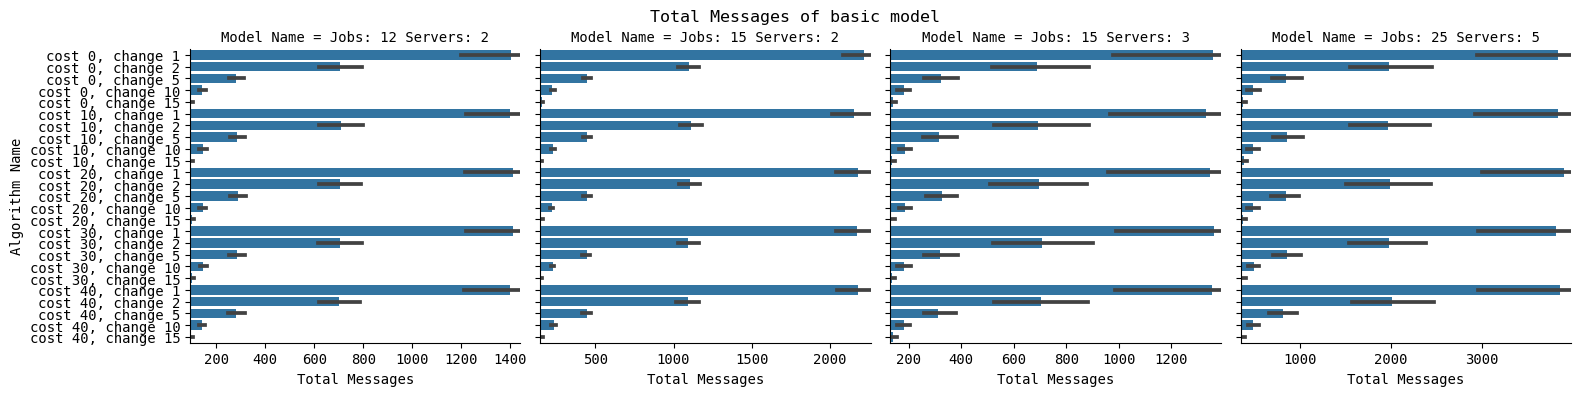 Total Messages of basic model
Model Name = Jobs: 12 Servers: 2
Model Name = Jobs: 15 Servers: 2
Model Name = Jobs: 15 Servers: 3
Model Name = Jobs: 25 Servers: 5
Algorithm Name
cost 0, change 1
cost 0, change 2
cost 0, change 5
cost 0, change 10
cost 0, change 15
cost 10, change 1
cost 10, change 2
cost 10, change 5
cost 10, change 10
cost 10, change 15
cost 20, change 1
cost 20, change 2
cost 20, change 5
cost 20, change 10
cost 20, change 15
cost 30, change 1
cost 30, change 2
cost 30, change 5
cost 30, change 10
cost 30, change 15
cost 40, change 1
cost 40, change 2
cost 40, change 5
cost 40, change 10
cost 40, change 15
200 400 600 800 1000 1200 1400
500 1000 1500 2000
200 400 600 800 1000 1200
1000 2000 3000
Total Messages
Total Messages
Total Messages
Total Messages